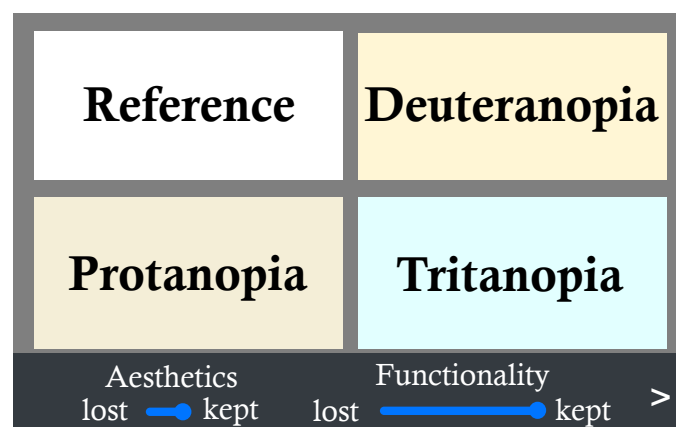 Reference
Deuteranopia
Protanopia
Tritanopia
Aesthetics
lost kept
Functionality
lost kept
>